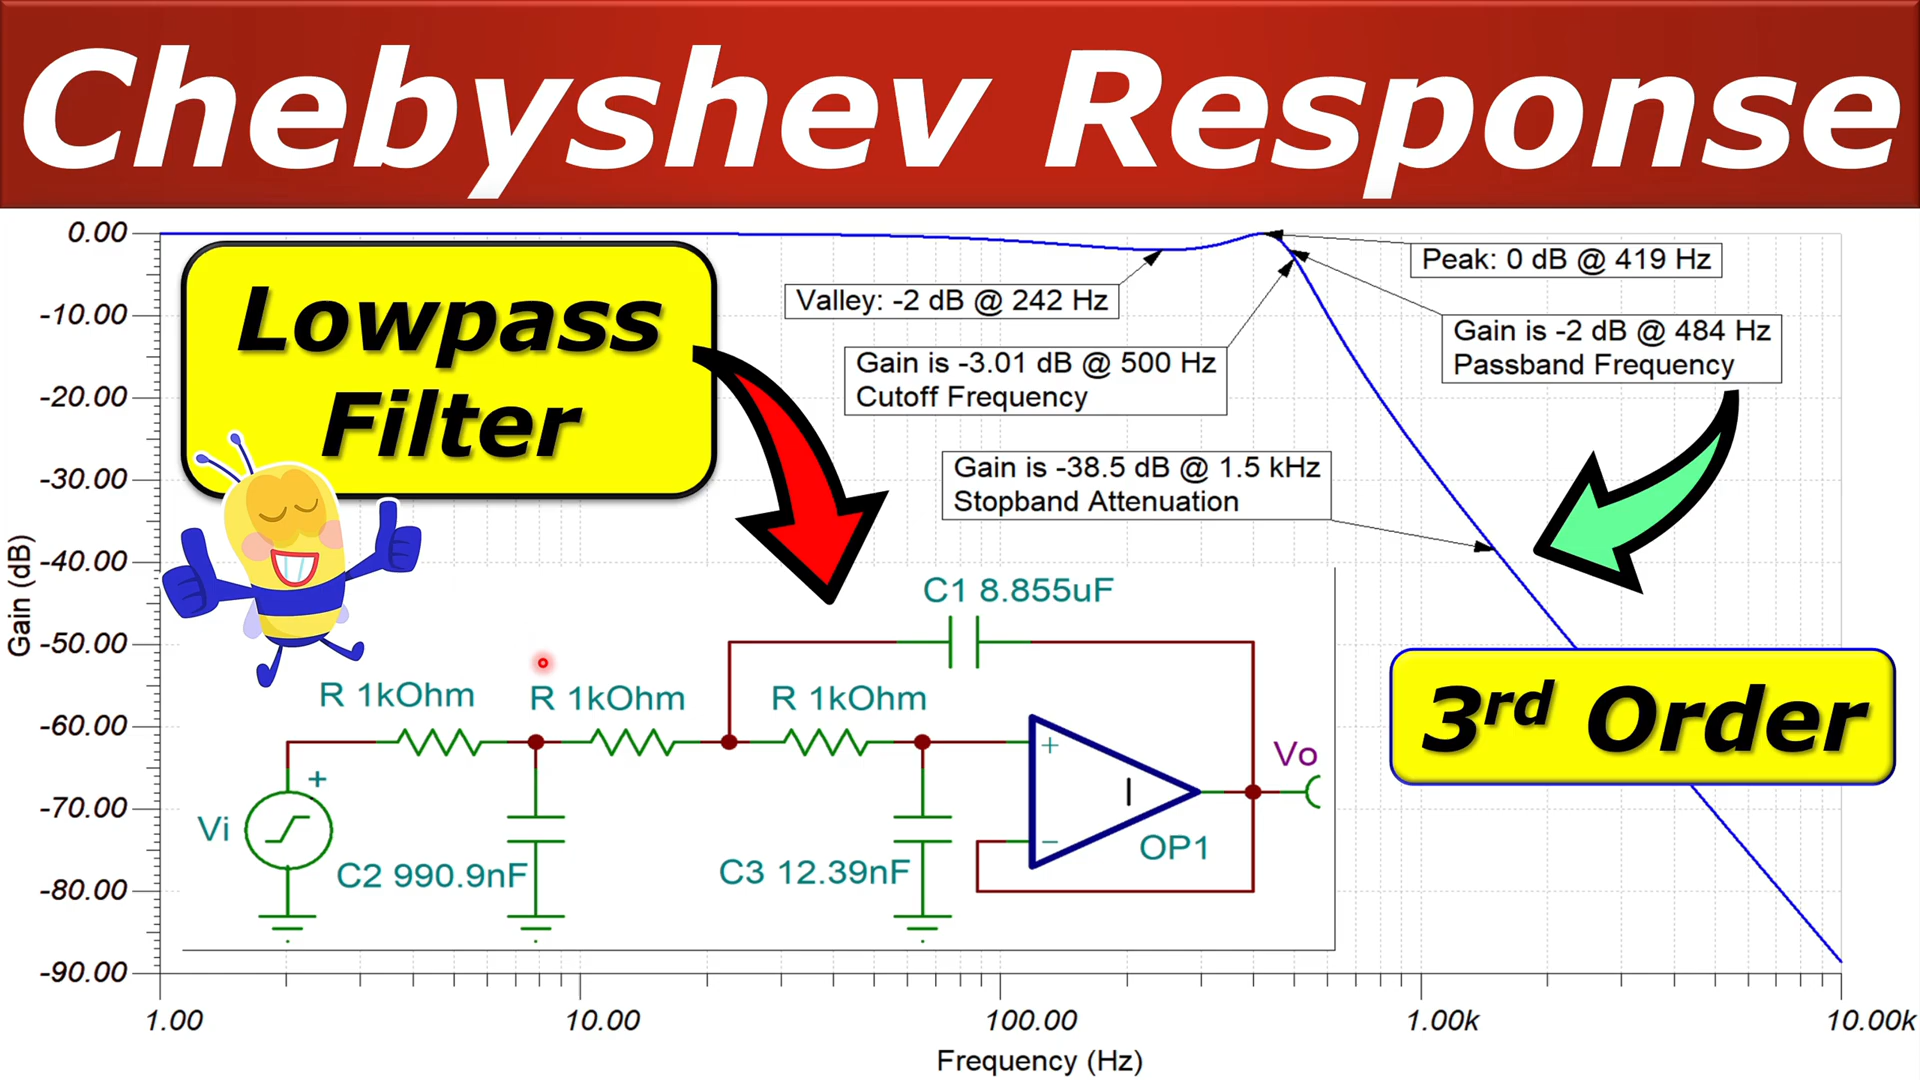 Chebyshev Response
0.00
-10.00
-20.00
-30.00
-40.00
-50.00
-60.00
-70.00
-80.00
-90.00
Gain (dB)
Lowpass
Filter
Valley: -2 dB @ 242 Hz
Peak: 0 dB @ 419 Hz
Gain is -3.01 dB @ 500 Hz
Cutoff Frequency
Gain is -2 dB @ 484 Hz
Passband Frequency
Gain is -38.5 dB @ 1.5 kHz
Stopband Attenuation
C1 8.855uF
R 1kOhm
R 1kOhm
R 1kOhm
+
Vi
C2 990.9nF
C3 12.39nF
+
−
OP1
Vo
3rd Order
1.00
10.00
100.00
1.00k
10.00k
Frequency (Hz)